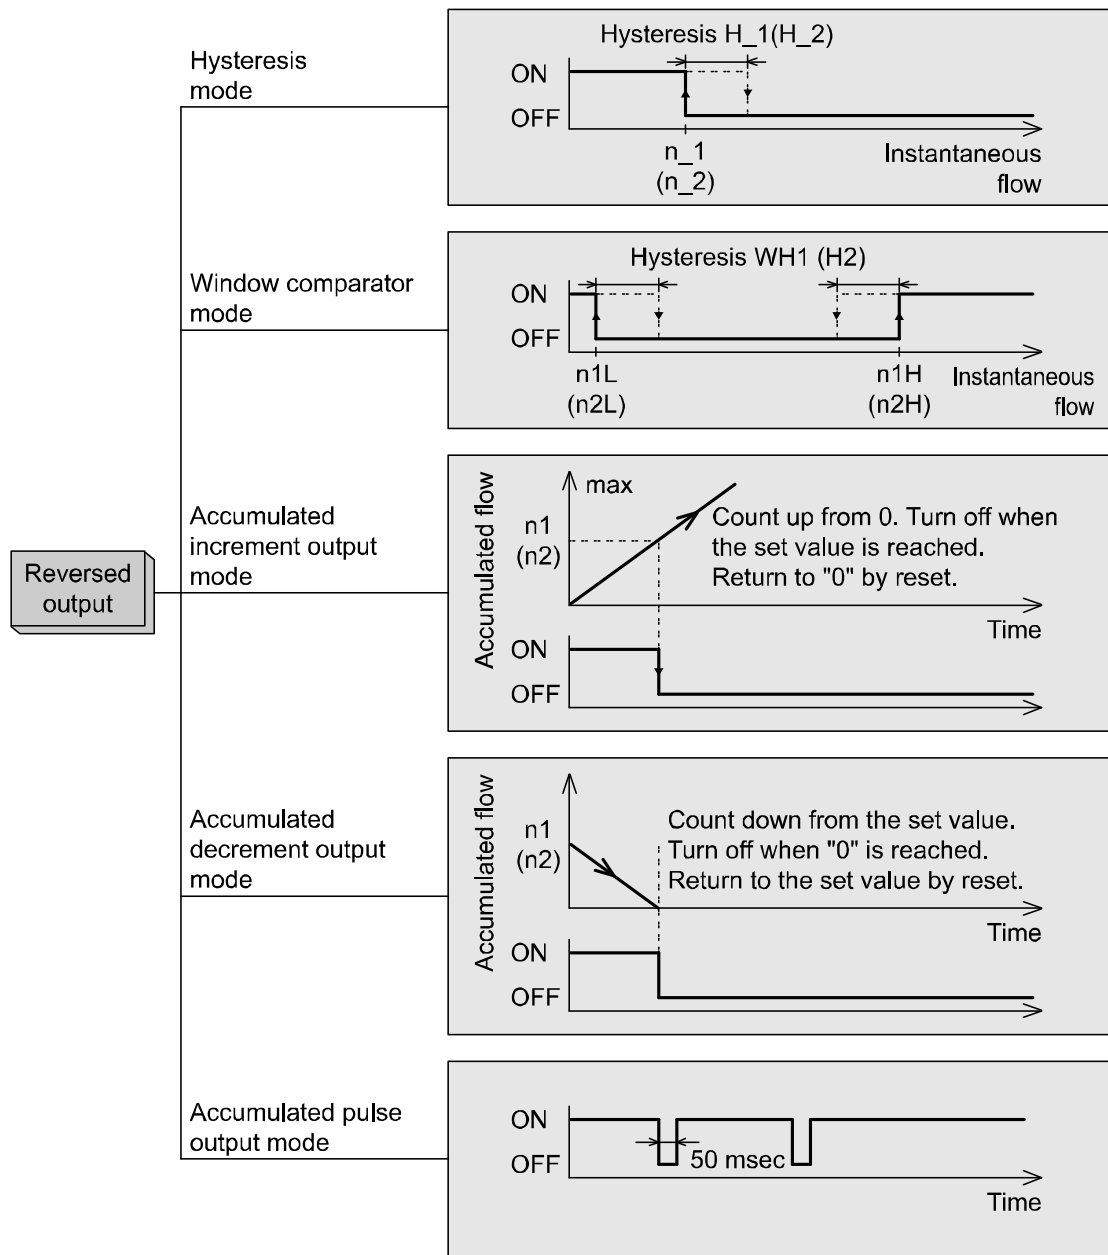 Reversed
output
Hysteresis
mode
Hysteresis H_1(H_2)
ON
OFF
n_1
(n_2)
Instantaneous
flow
Window comparator
mode
Hysteresis WH1 (H2)
ON
OFF
n1L
(n2L)
n1H
(n2H)
Instantaneous
flow
Accumulated
increment output
mode
Accumulated flow
max
n1
(n2)
Count up from 0. Turn off when
the set value is reached.
Return to "0" by reset.
Time
ON
OFF
Accumulated
decrement output
mode
Accumulated flow
n1
(n2)
Count down from the set value.
Turn off when "0" is reached.
Return to the set value by reset.
Time
ON
OFF
Accumulated pulse
output mode
ON
OFF
50 msec
Time